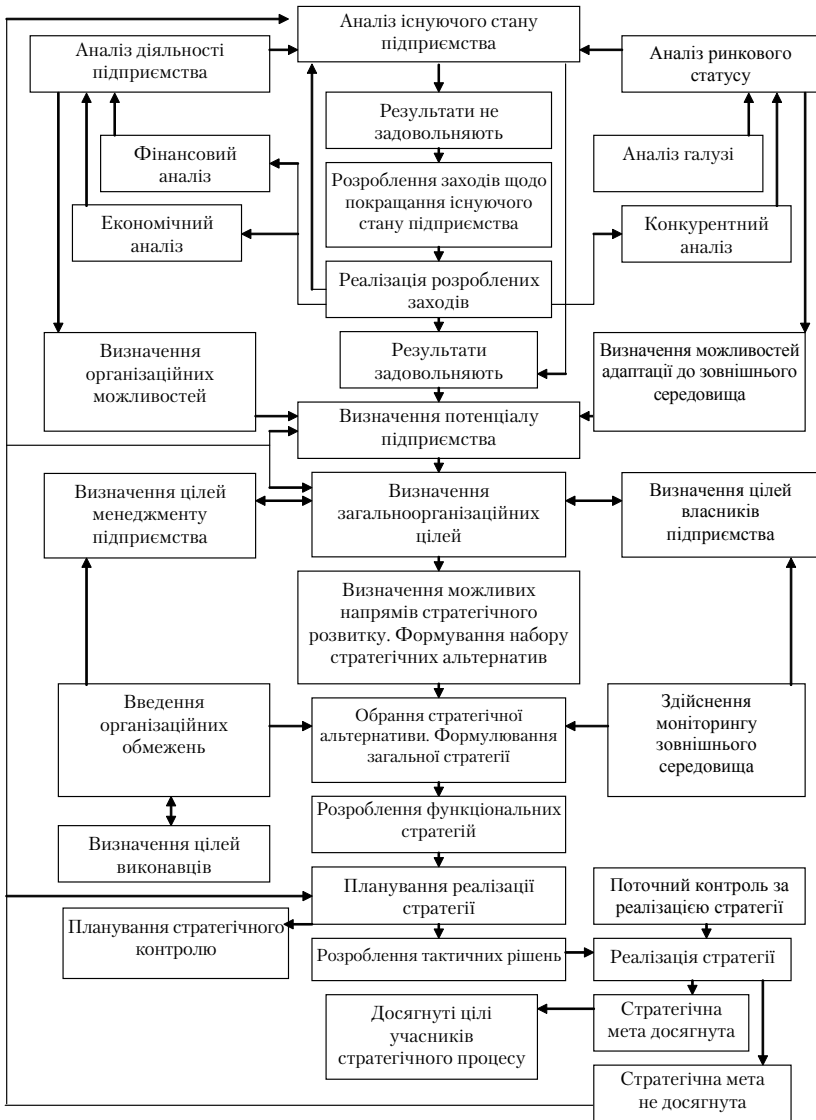 Аналіз існуючого стану
підприємства
Аналіз діяльності
підприємства
Аналіз ринкового
статусу
Результати не
задовольняють
Фінансовий
аналіз
Аналіз галузі
Розроблення заходів щодо
покращання існуючого
стану підприємства
Економічний
аналіз
Конкурентний
аналіз
Реалізація розроблених
заходів
Визначення
організаційних
можливостей
Результати
задовольняють
Визначення можливостей
адаптації до зовнішнього
середовища
Визначення потенціалу
підприємства
Визначення цілей
менеджменту
підприємства
Визначення
загальноорганізаційних
цілей
Визначення цілей
власників
підприємства
Визначення можливих
напрямів стратегічного
розвитку. Формування набору
стратегічних альтернатив
Введення
організаційних
обмежень
Обрання стратегічної
альтернативи. Формулювання
загальної стратегії
Здійснення
моніторингу
зовнішнього
середовища
Розроблення функціональних
стратегій
Визначення цілей
виконавців
Планування реалізації
стратегії
Поточний контроль за
реалізацією стратегії
Планування стратегічного
контролю
Розроблення тактичних рішень
Реалізація стратегії
Досягнуті цілі
учасників
стратегічного процесу
Стратегічна
мета досягнута
Стратегічна мета
не досягнута